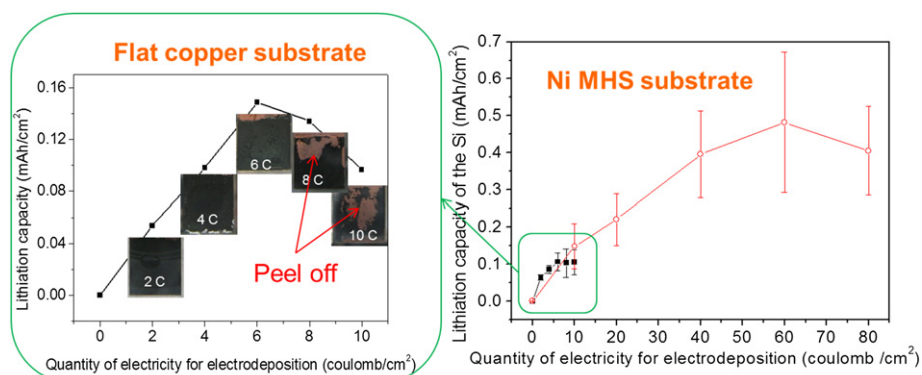 Flat copper substrate
Lithiation capacity (mAh/cm²)
0.16
0.12
0.08
0.04
0.00
2 C
4 C
6 C
8 C
10 C
Peel off
0 2 4 6 8 10
Quantity of electricity for electrodeposition (coulomb/cm²)
Ni MHS substrate
Lithiation capacity of the Si (mAh/cm²)
0.7
0.6
0.5
0.4
0.3
0.2
0.1
0.0
0 10 20 30 40 50 60 70 80
Quantity of electricity for electrodeposition (coulomb /cm²)